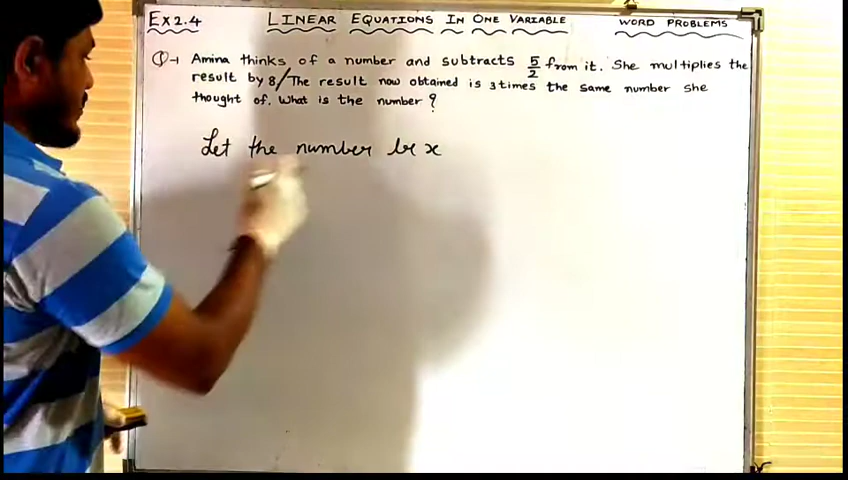 Ex 2.4 LINEAR EQUATIONS IN ONE VARIABLE WORD PROBLEMS
Q→ Amina thinks of a number and subtracts 5/2 from it. She multiplies the
result by 8/ The result now obtained is 3 times the same number she
thought of. What is the number?
Let the number be x